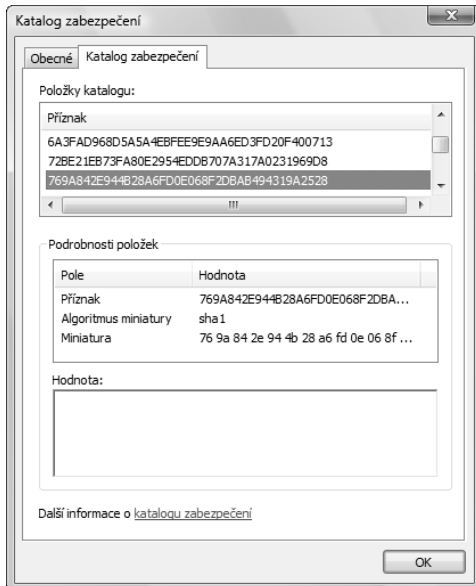 Katalog zabezpečení
Obecné Katalog zabezpečení
Položky katalogu:
Příznak
6A3FAD968D5A5A4EBFEE9E9AA6ED3FD20F400713
72BE21EB73FA80E2954EDDB707A317A0231969D8
769A842E944B28A6FD0E068F2DBAB494319A2528
Podrobnosti položek
Pole Hodnota
Příznak 769A842E944B28A6FD0E068F2DBA...
Algoritmus miniatury sha1
Miniatura 76 9a 84 2e 94 4b 28 a6 fd 0e 06 8f ...
Hodnota:
Další informace o katalogu zabezpečení
OK